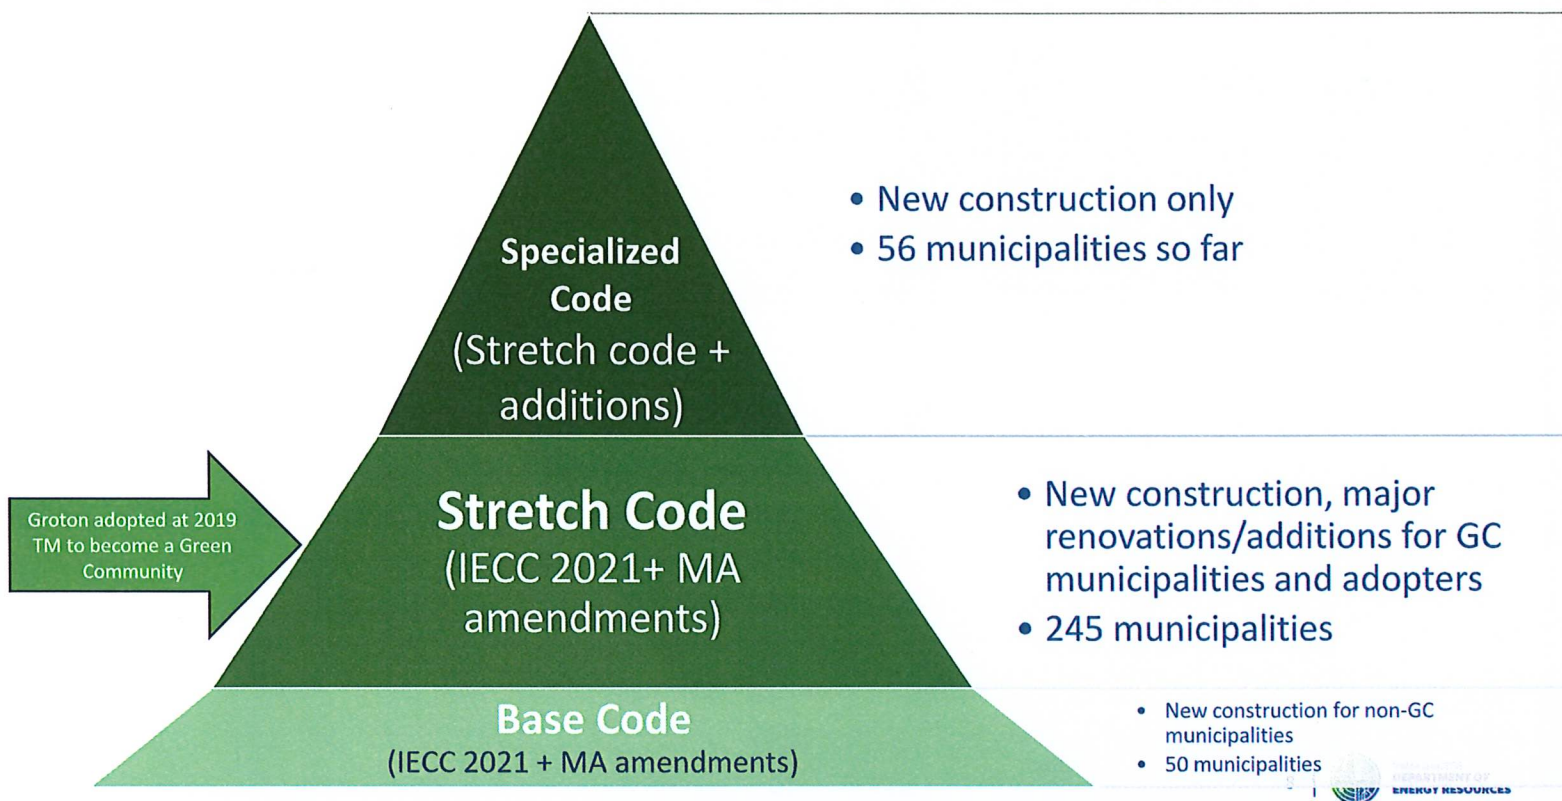 Specialized
Code
(Stretch code +
additions)
• New construction only
• 56 municipalities so far
Groton adopted at 2019
TM to become a Green
Community
Stretch Code
(IECC 2021+ MA
amendments)
• New construction, major
renovations/additions for GC
municipalities and adopters
• 245 municipalities
Base Code
(IECC 2021 + MA amendments)
• New construction for non-GC
municipalities
• 50 municipalities
DEPARTMENT OF
ENERGY RESOURCES